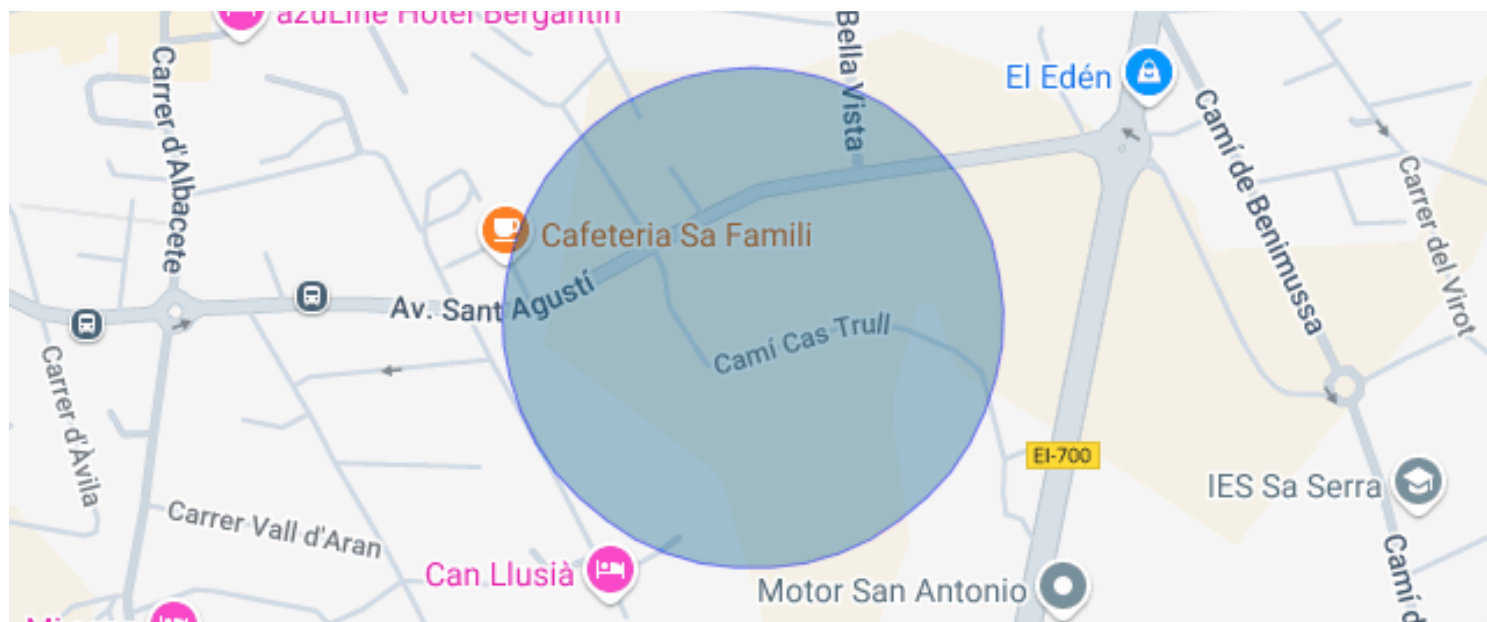 azuLine Hotel Bergantin
Bella Vista
El Edén
Carrer d'Albacete
Camí de Benimussa
Carrer del Virot
Cafeteria Sa Famili
Av. Sant Agustí
Camí Cas Trull
Carrer d'Àvila
EI-700
IES Sa Serra
Carrer Vall d'Aran
Can Llusià
Motor San Antonio
Camí d